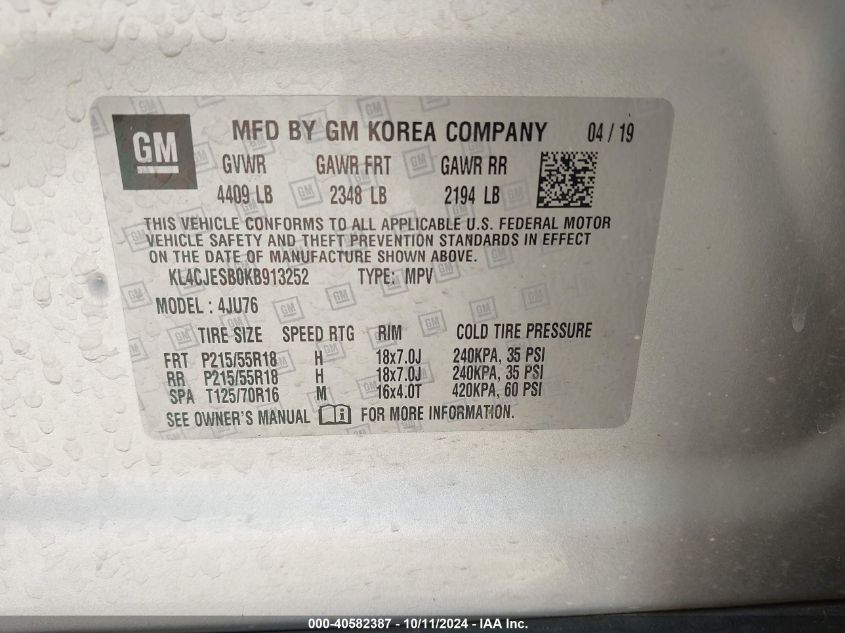 GM
MFD BY GM KOREA COMPANY 04 / 19
GVWR GAWR FRT GAWR RR
4409 LB 2348 LB 2194 LB
THIS VEHICLE CONFORMS TO ALL APPLICABLE U.S. FEDERAL MOTOR
VEHICLE SAFETY AND THEFT PREVENTION STANDARDS IN EFFECT
ON THE DATE OF MANUFACTURE SHOWN ABOVE.
KL4CJESB0KB913252 TYPE: MPV
MODEL : 4JU76
TIRE SIZE SPEED RTG RIM COLD TIRE PRESSURE
FRT P215/55R18 H 18x7.0J 240KPA, 35 PSI
RR P215/55R18 H 18x7.0J 240KPA, 35 PSI
SPA T125/70R16 M 16x4.0T 420KPA, 60 PSI
SEE OWNER'S MANUAL FOR MORE INFORMATION.
000-40582387 - 10/11/2024 - IAA Inc.